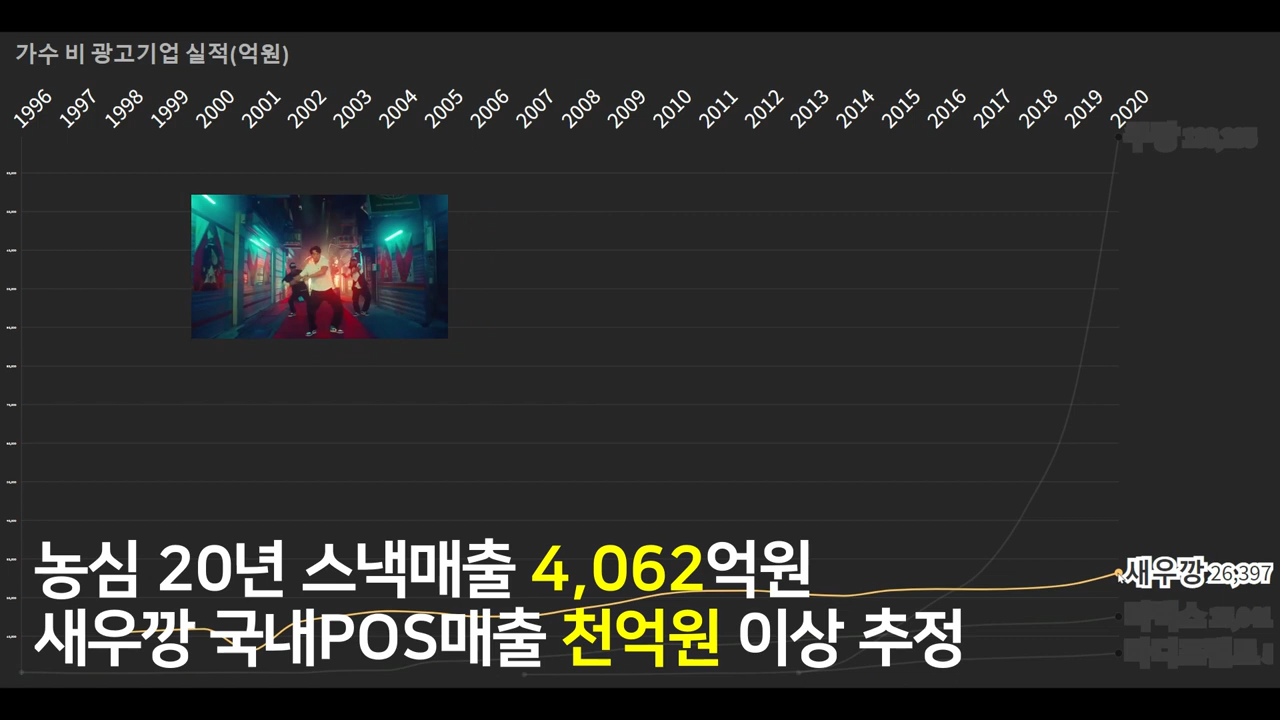 가수 비 광고기업 실적(억원)
1996 1997 1998 1999 2000 2001 2002 2003 2004 2005 2006 2007 2008 2009 2010 2011 2012 2013 2014 2015 2016 2017 2018 2019 2020
새우깡 26,397
농심 20년 스낵매출 4,062억원
새우깡 국내POS매출 천억원 이상 추정